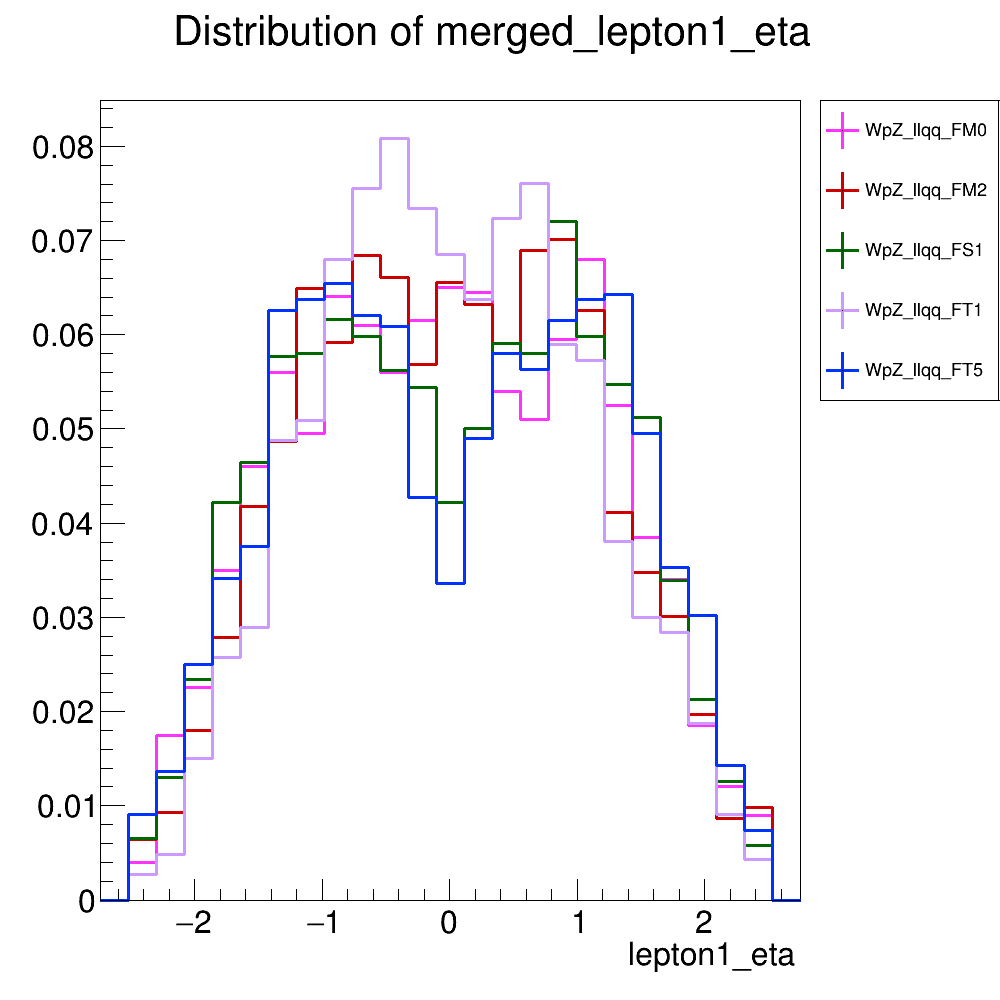 Distribution of merged_lepton1_eta
0.08
0.07
0.06
0.05
0.04
0.03
0.02
0.01
0
−2
−1
0
1
2
lepton1_eta
WpZ_llqq_FM0
WpZ_llqq_FM2
WpZ_llqq_FS1
WpZ_llqq_FT1
WpZ_llqq_FT5